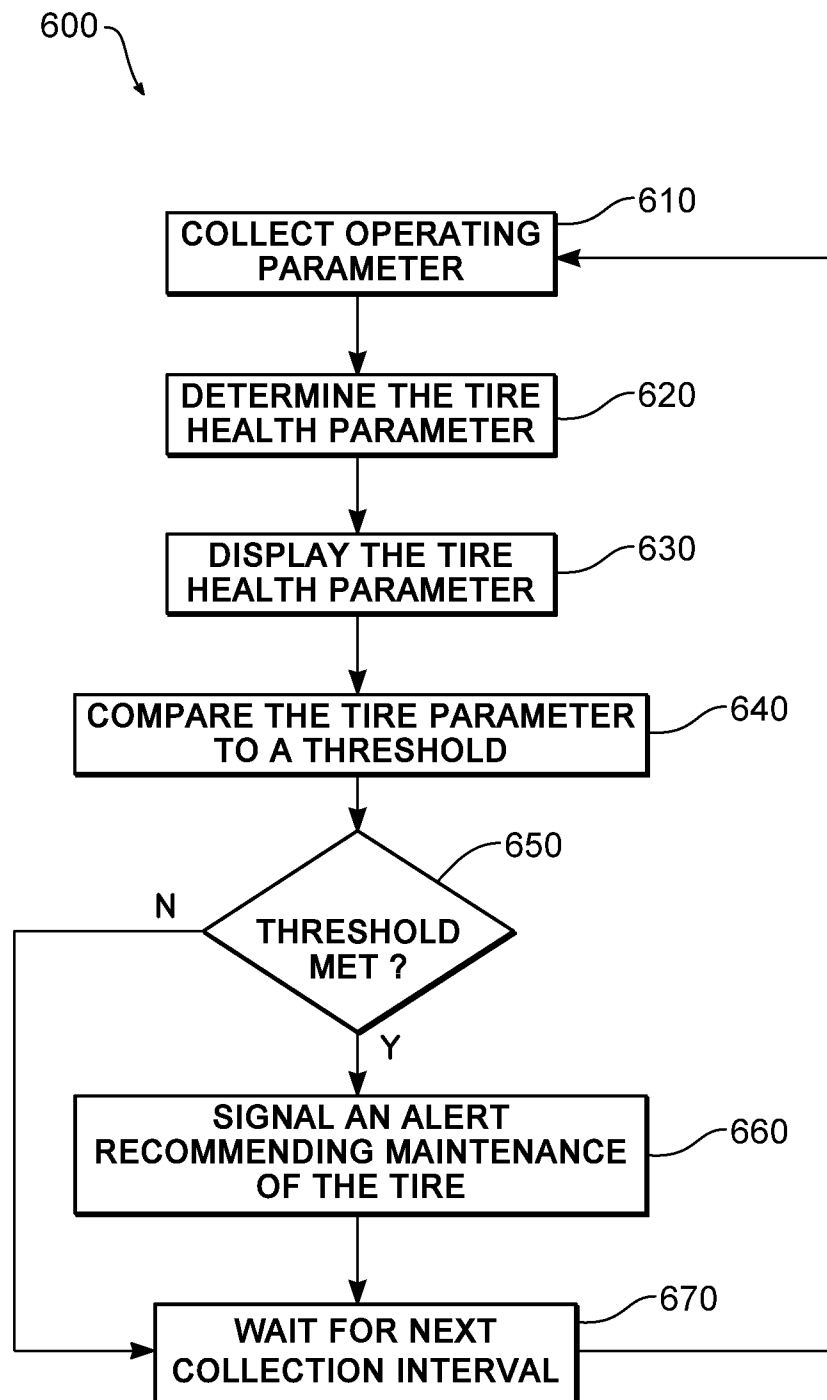 600
610
COLLECT OPERATING
PARAMETER
620
DETERMINE THE TIRE
HEALTH PARAMETER
630
DISPLAY THE TIRE
HEALTH PARAMETER
640
COMPARE THE TIRE PARAMETER
TO A THRESHOLD
650
N
THRESHOLD
MET ?
Y
SIGNAL AN ALERT
RECOMMENDING MAINTENANCE
OF THE TIRE
660
670
WAIT FOR NEXT
COLLECTION INTERVAL